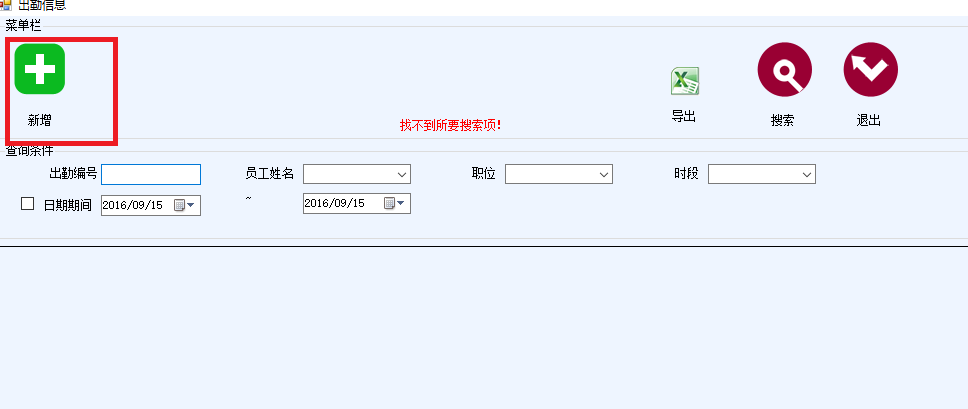 出勤信息
菜单栏
新增
导出
搜索
退出
找不到所要搜索项!
查询条件
出勤编号
员工姓名
职位
时段
日期期间
2016/09/15
~
2016/09/15